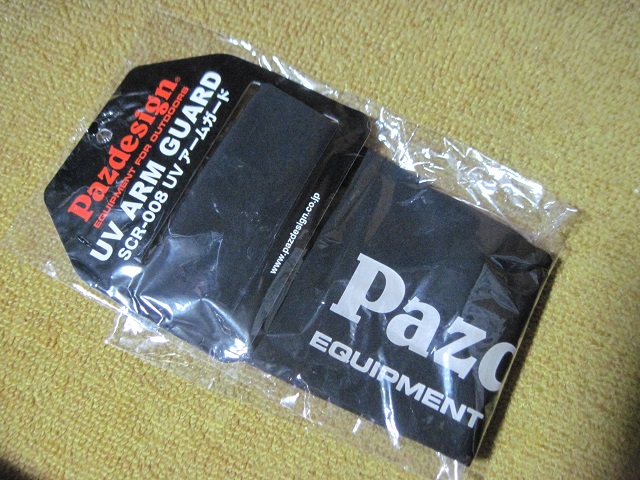 Pazdesign®
EQUIPMENT FOR OUTDOORS
UV ARM GUARD
SCR-008 UV アームガード
www.pazdesign.co.jp
Pazd
EQUIPMENT